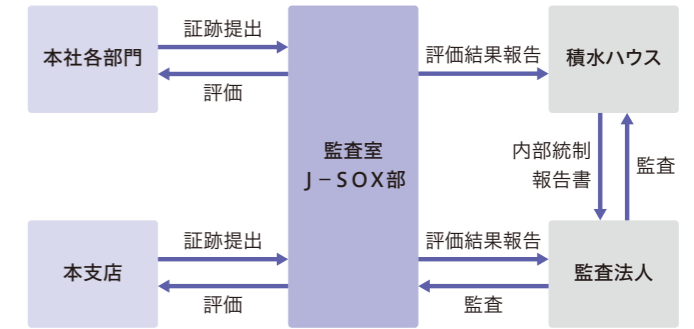 証跡提出
本社各部門
評価
評価結果報告
積水ハウス
監査室
J－SOX部
内部統制
報告書
監査
証跡提出
本支店
評価
評価結果報告
監査法人
監査